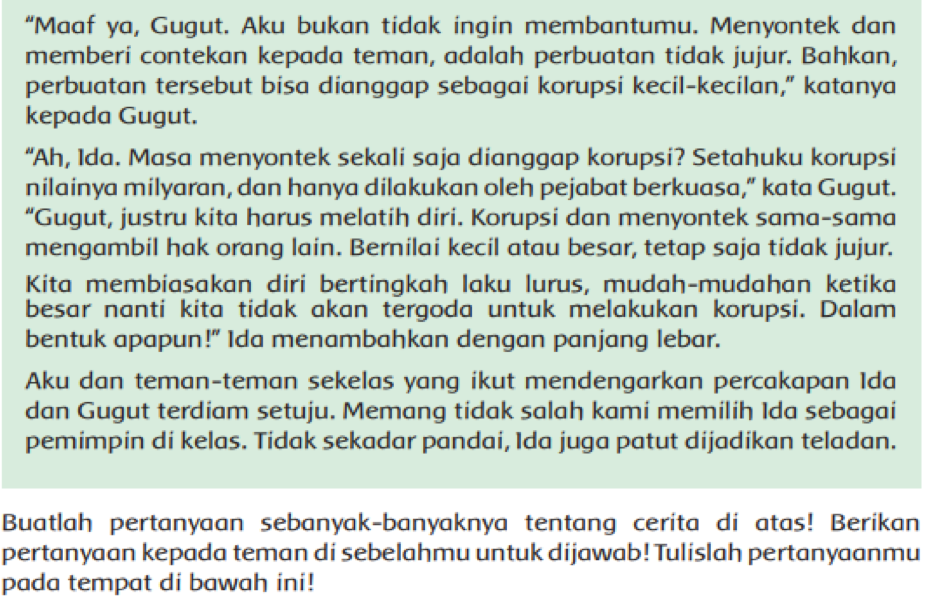 "Maaf ya, Gugut. Aku bukan tidak ingin membantumu. Menyontek dan
memberi contekan kepada teman, adalah perbuatan tidak jujur. Bahkan,
perbuatan tersebut bisa dianggap sebagai korupsi kecil-kecilan," katanya
kepada Gugut.
"Ah, Ida. Masa menyontek sekali saja dianggap korupsi? Setahuku korupsi
nilainya milyaran, dan hanya dilakukan oleh pejabat berkuasa," kata Gugut.
"Gugut, justru kita harus melatih diri. Korupsi dan menyontek sama-sama
mengambil hak orang lain. Bernilai kecil atau besar, tetap saja tidak jujur.
Kita membiasakan diri bertingkah laku lurus, mudah-mudahan ketika
besar nanti kita tidak akan tergoda untuk melakukan korupsi. Dalam
bentuk apapun!" Ida menambahkan dengan panjang lebar.
Aku dan teman-teman sekelas yang ikut mendengarkan percakapan Ida
dan Gugut terdiam setuju. Memang tidak salah kami memilih Ida sebagai
pemimpin di kelas. Tidak sekadar pandai, Ida juga patut dijadikan teladan.
Buatlah pertanyaan sebanyak-banyaknya tentang cerita di atas! Berikan
pertanyaan kepada teman di sebelahmu untuk dijawab! Tulislah pertanyaanmu
pada tempat di bawah ini!